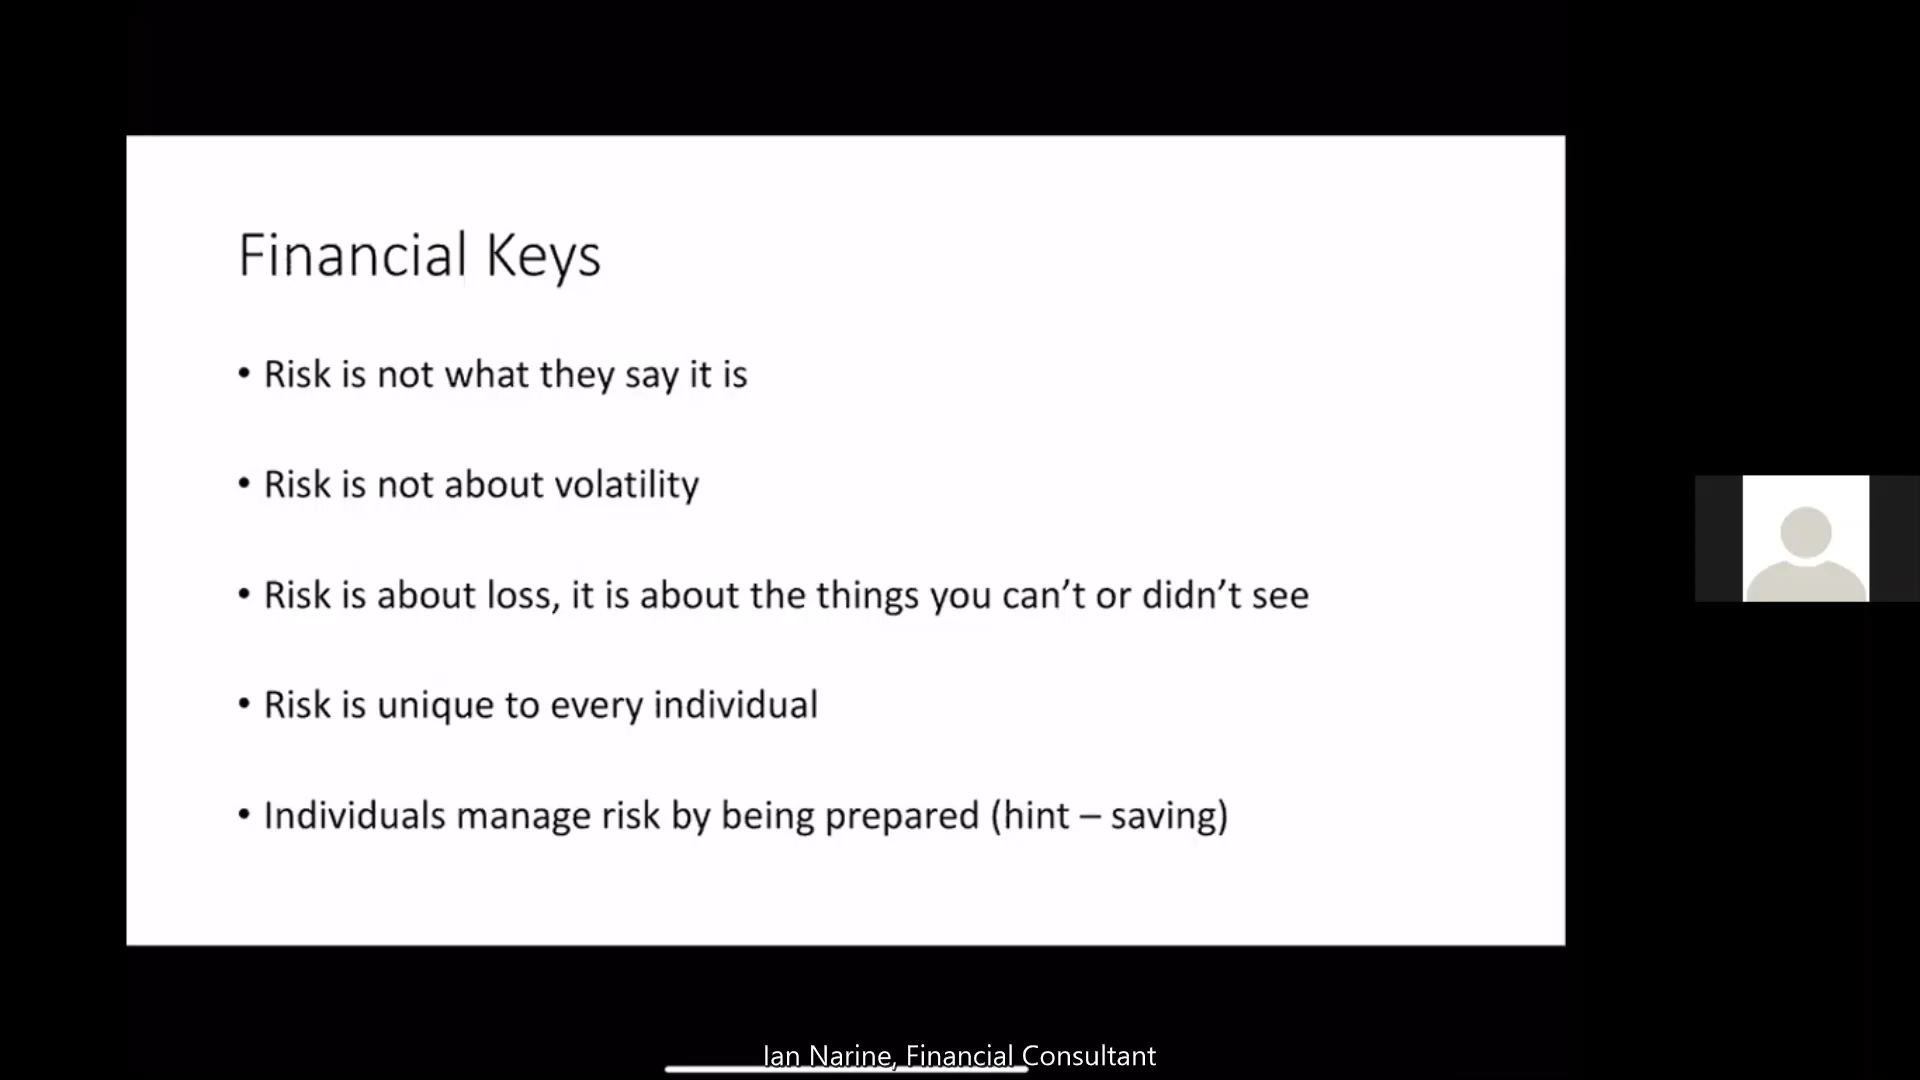 Financial Keys
• Risk is not what they say it is
• Risk is not about volatility
• Risk is about loss, it is about the things you can’t or didn’t see
• Risk is unique to every individual
• Individuals manage risk by being prepared (hint – saving)
Ian Narine, Financial Consultant